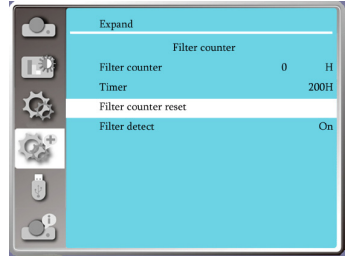 Expand
Filter counter
Filter counter 0 H
Timer 200H
Filter counter reset
Filter detect On